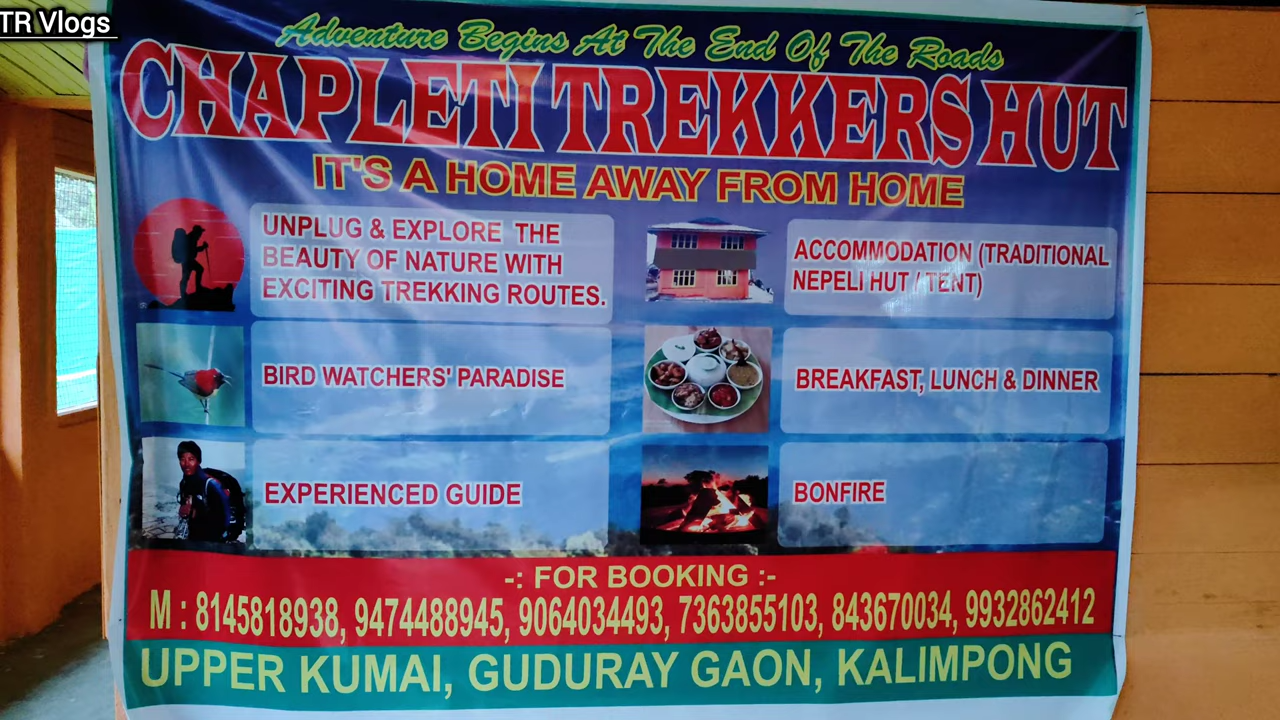 TR Vlogs
Adventure Begins At The End Of The Roads
CHAPLETI TREKKERS HUT
IT'S A HOME AWAY FROM HOME
UNPLUG & EXPLORE THE
BEAUTY OF NATURE WITH
EXCITING TREKKING ROUTES.
ACCOMMODATION (TRADITIONAL
NEPELI HUT / TENT)
BIRD WATCHERS' PARADISE
BREAKFAST, LUNCH & DINNER
EXPERIENCED GUIDE
BONFIRE
-: FOR BOOKING :-
M : 8145818938, 9474488945, 9064034493, 7363855103, 843670034, 9932862412
UPPER KUMAI, GUDURAY GAON, KALIMPONG